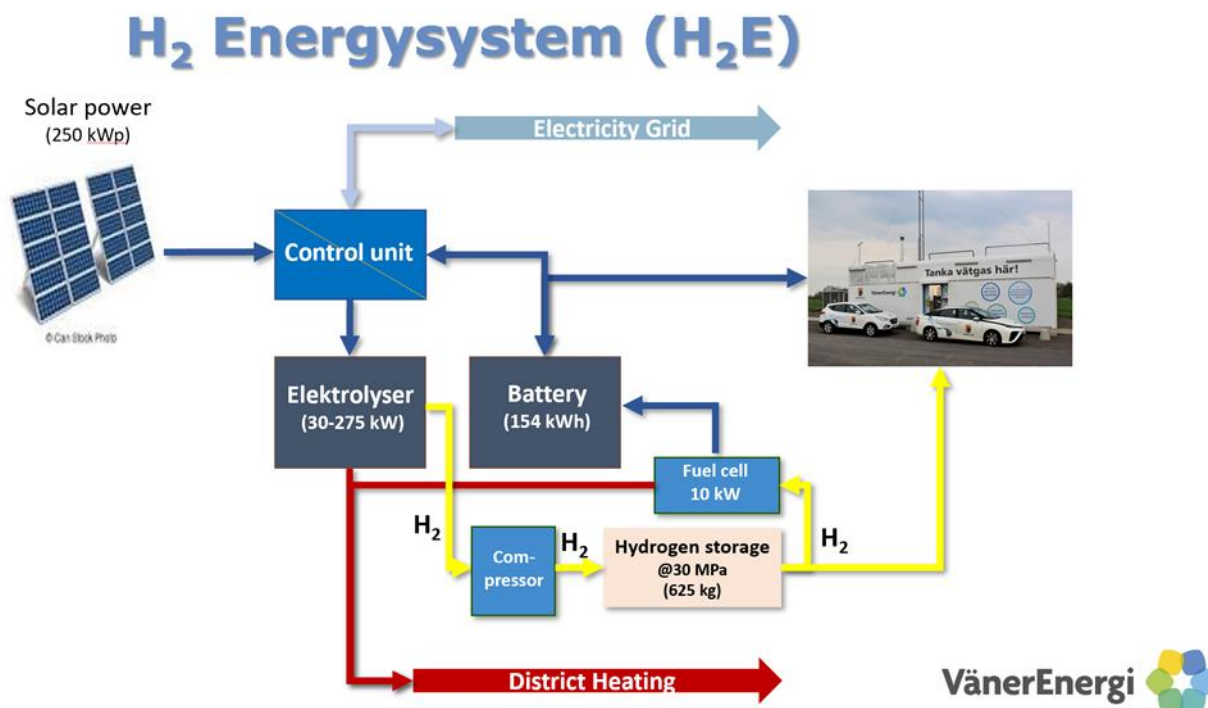 H₂ Energysystem (H₂E)
Solar power
(250 kWp)
Electricity Grid
© Can Stock Photo
Control unit
Tanka vätgas här!
VänerEnergi
Elektrolyser
(30-275 kW)
Battery
(154 kWh)
Fuel cell
10 kW
H₂
Com-
pressor
H₂
Hydrogen storage
@30 MPa
(625 kg)
H₂
District Heating
VänerEnergi